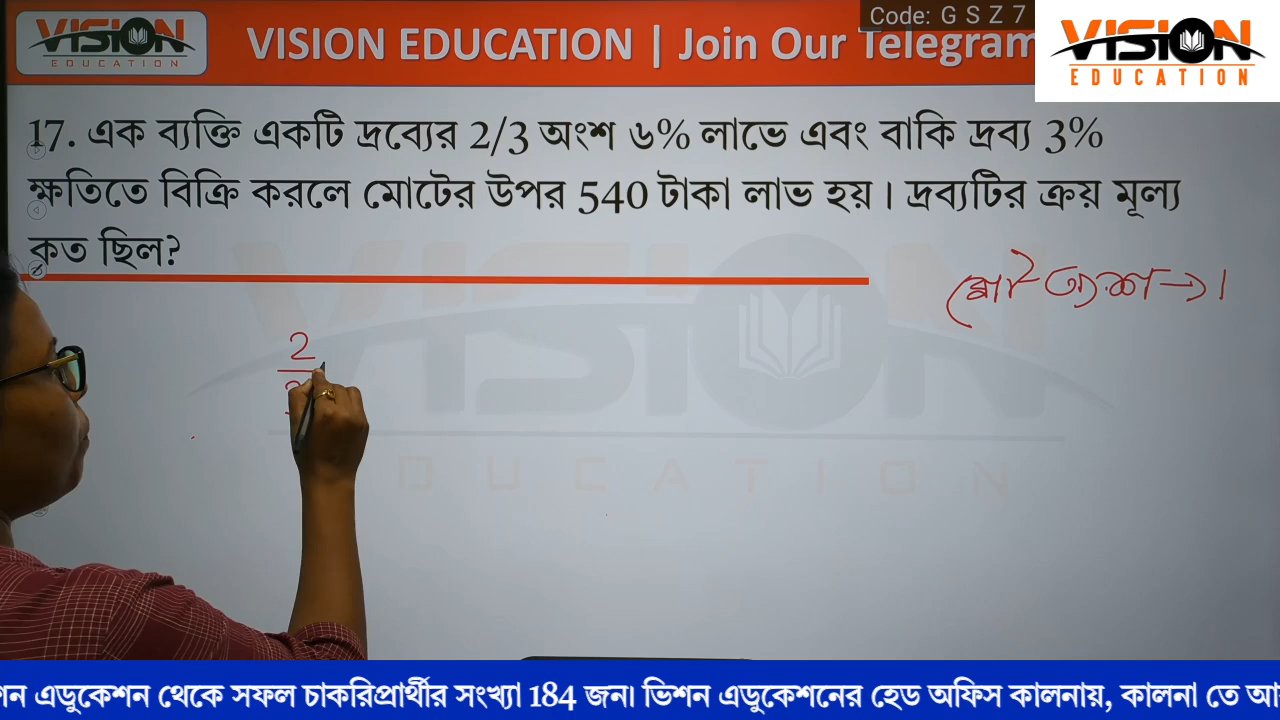 VISION
EDUCATION
VISION EDUCATION | Join Our Telegram
Code: G S Z 7
VISION
EDUCATION
17. এক ব্যক্তি একটি দ্রব্যের 2/3 অংশ ৬% লাভে এবং বাকি দ্রব্য 3%
ক্ষতিতে বিক্রি করলে মোটের উপর 540 টাকা লাভ হয়। দ্রব্যটির ক্রয় মূল্য
কত ছিল?
মোট অংশ → ।
2
EDUCATION
শন এডুকেশন থেকে সফল চাকরিপ্রার্থীর সংখ্যা 184 জন। ভিশন এডুকেশনের হেড অফিস কালনায়, কালনা তে আ